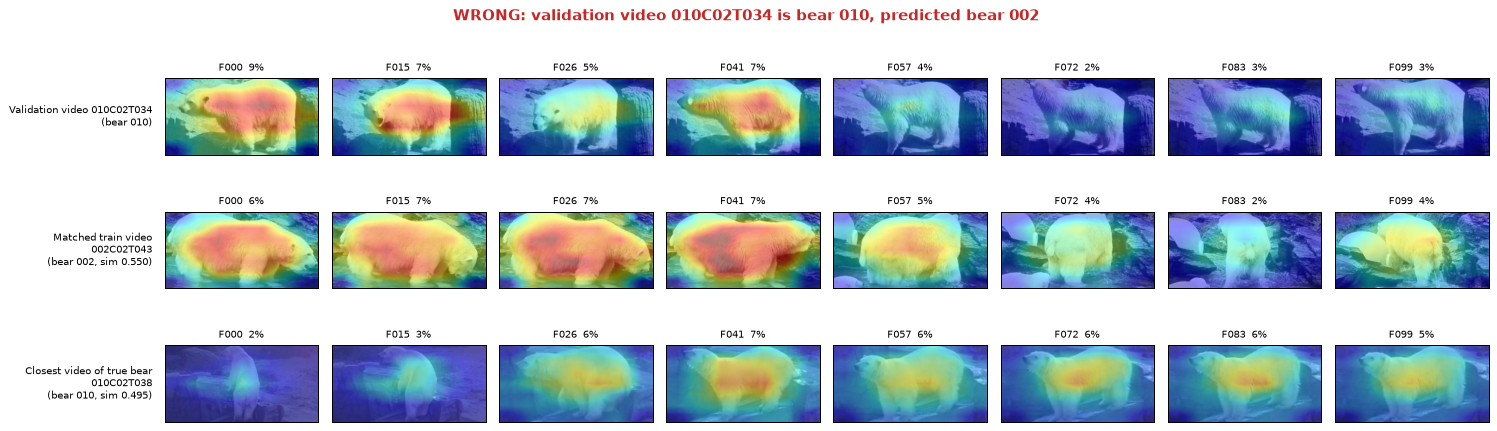 WRONG: validation video 010C02T034 is bear 010, predicted bear 002
F000 9%
F015 7%
F026 5%
F041 7%
F057 4%
F072 2%
F083 3%
F099 3%
Validation video 010C02T034
(bear 010)
F000 6%
F015 7%
F026 7%
F041 7%
F057 5%
F072 4%
F083 2%
F099 4%
Matched train video
002C02T043
(bear 002, sim 0.550)
F000 2%
F015 3%
F026 6%
F041 7%
F057 6%
F072 6%
F083 6%
F099 5%
Closest video of true bear
010C02T038
(bear 010, sim 0.495)